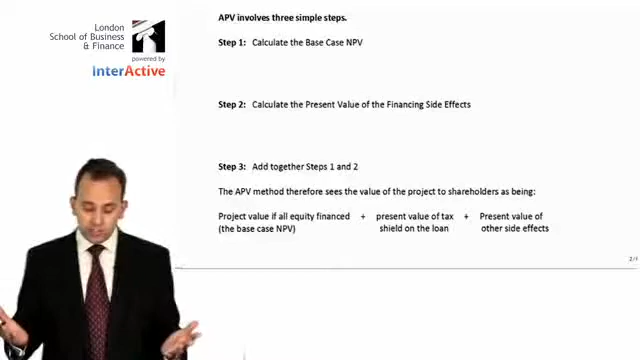 London
School of Business
& Finance
powered by
InterActive
APV involves three simple steps.
Step 1: Calculate the Base Case NPV
Step 2: Calculate the Present Value of the Financing Side Effects
Step 3: Add together Steps 1 and 2
The APV method therefore sees the value of the project to shareholders as being:
Project value if all equity financed + present value of tax + Present value of
(the base case NPV) shield on the loan other side effects